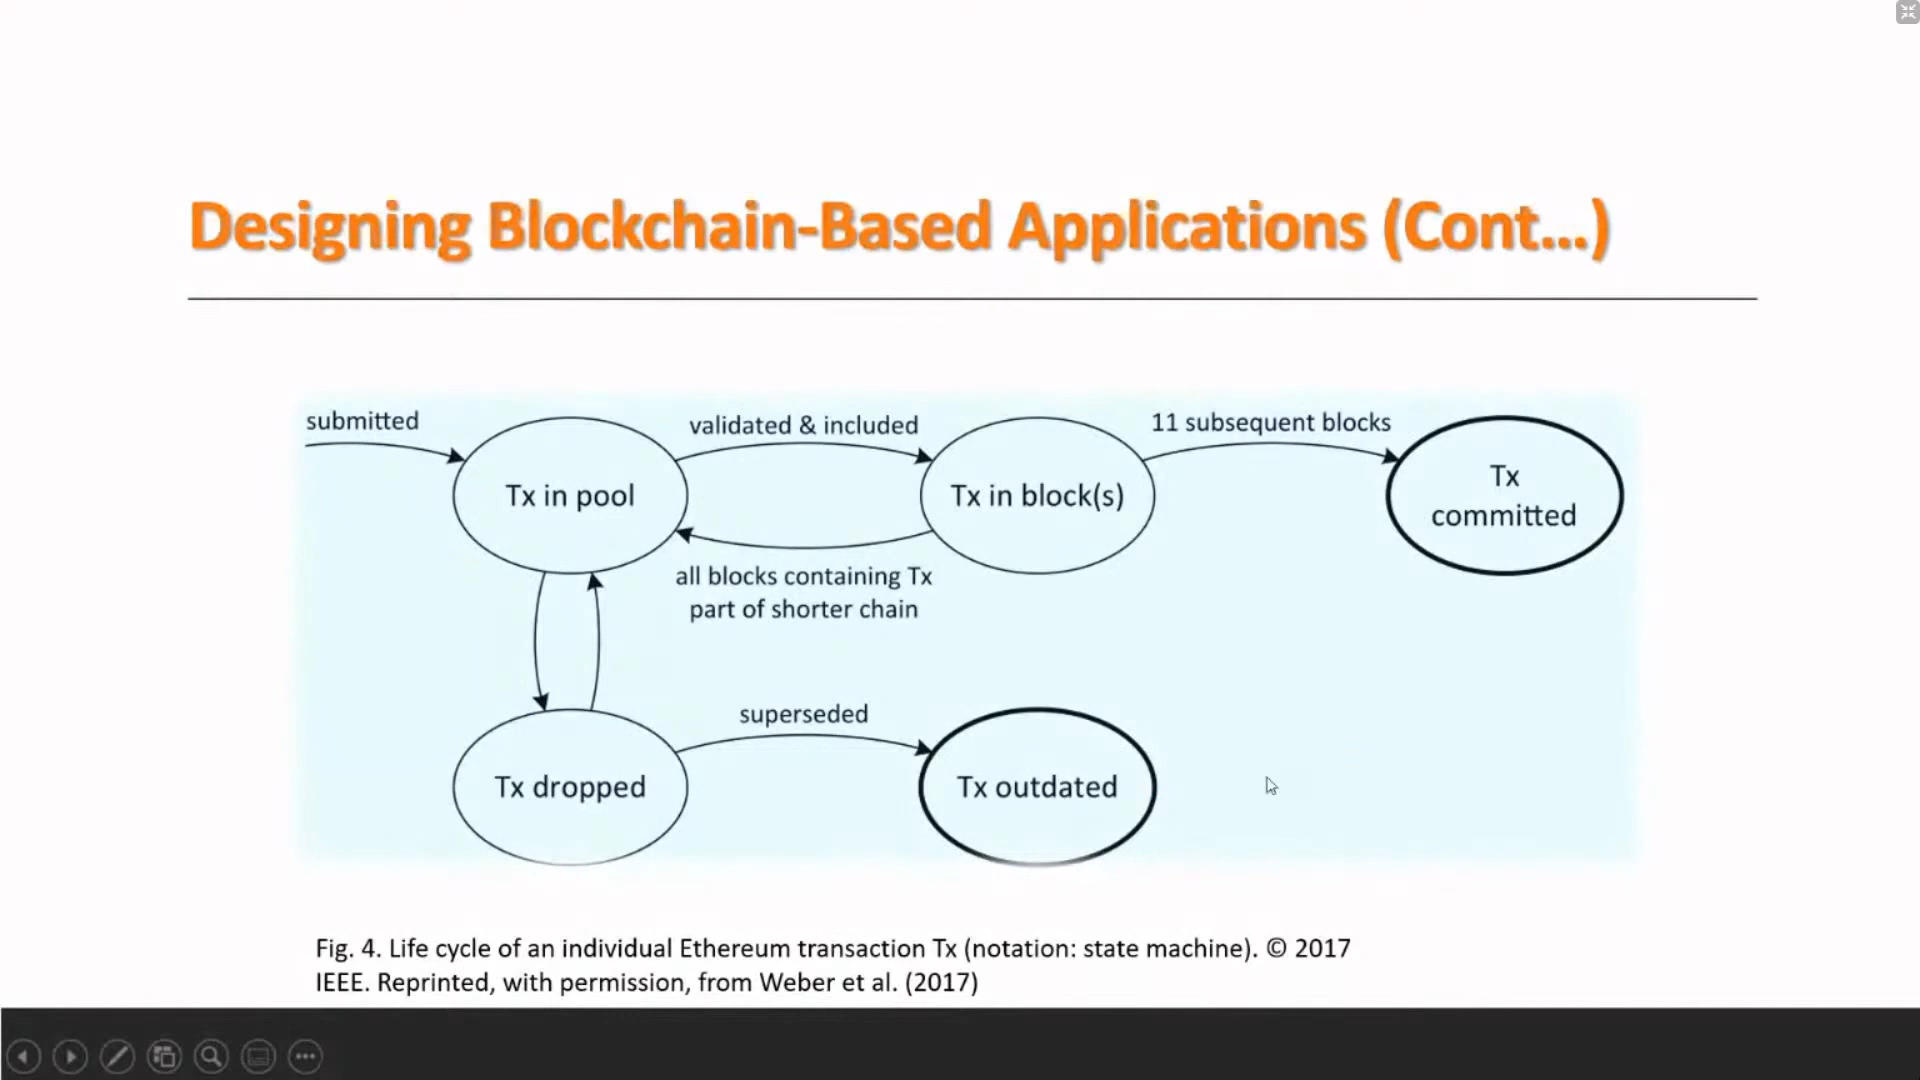 Designing Blockchain-Based Applications (Cont...)
submitted
validated & included
11 subsequent blocks
Tx in pool
Tx in block(s)
Tx
committed
all blocks containing Tx
part of shorter chain
superseded
Tx dropped
Tx outdated
Fig. 4. Life cycle of an individual Ethereum transaction Tx (notation: state machine). © 2017
IEEE. Reprinted, with permission, from Weber et al. (2017)